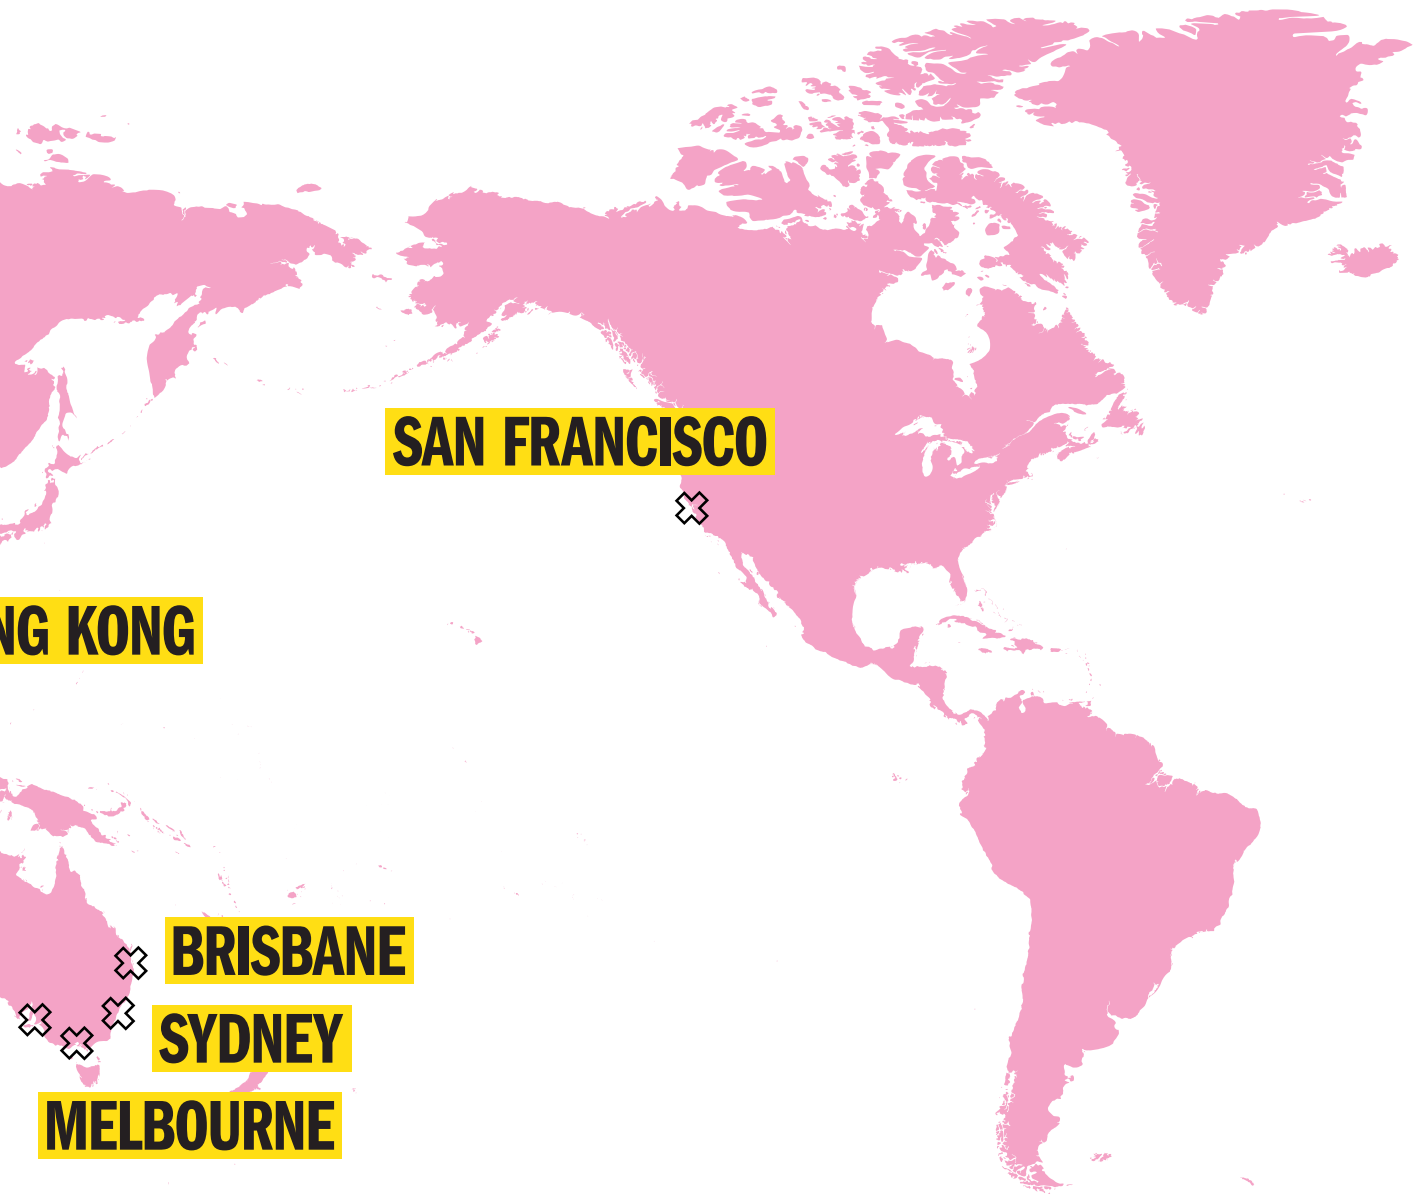 SAN FRANCISCO
NG KONG
BRISBANE
SYDNEY
MELBOURNE